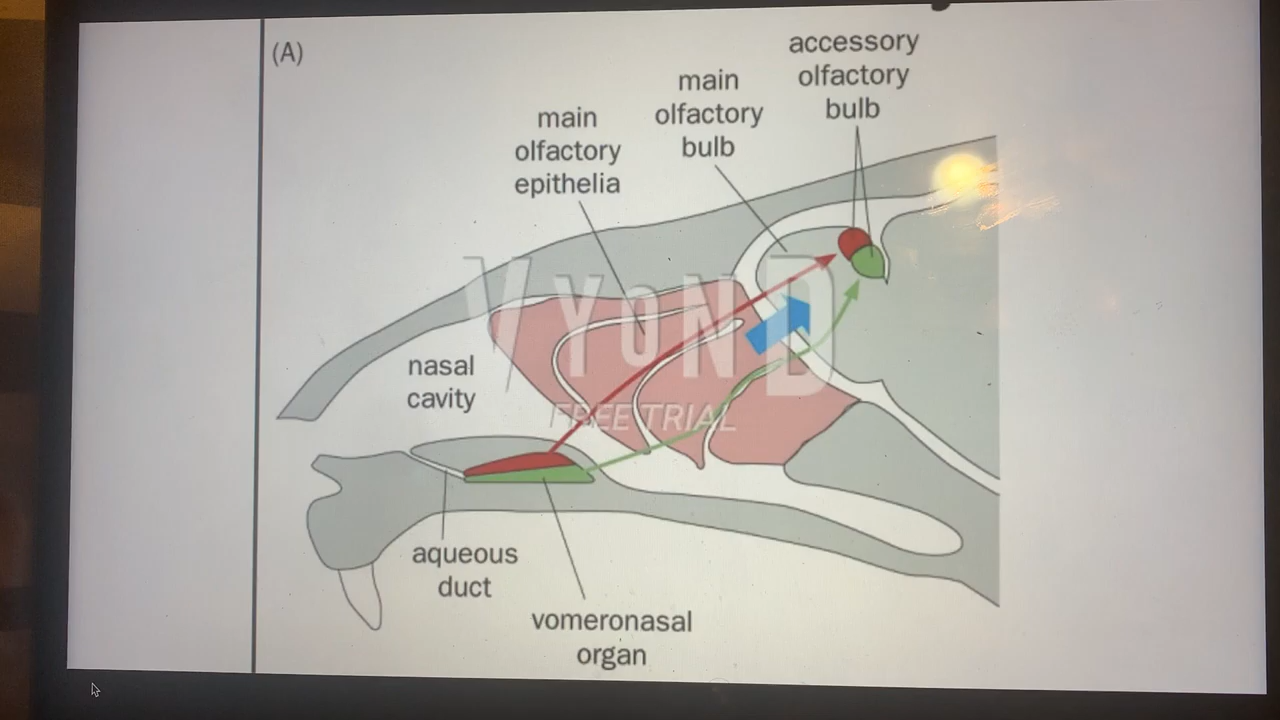 (A)
main
olfactory
epithelia
main
olfactory
bulb
accessory
olfactory
bulb
VYOND
FREE TRIAL
nasal
cavity
aqueous
duct
vomeronasal
organ